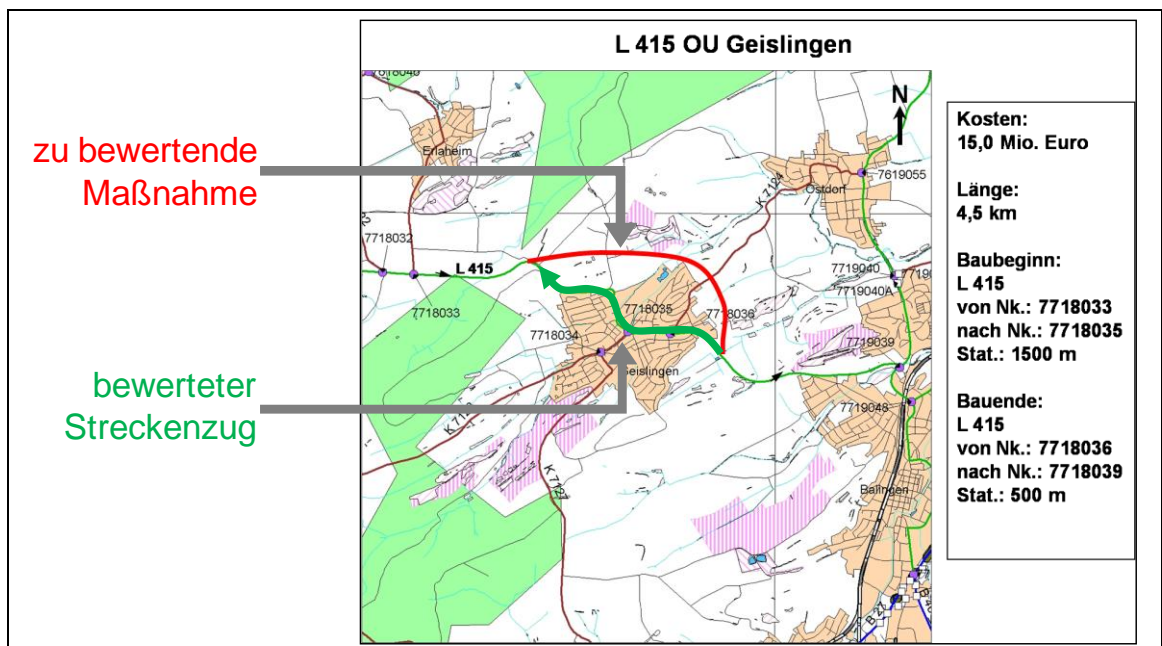 L 415 OU Geislingen
zu bewertende
Maßnahme
bewerteter
Streckenzug
Erlaheim
7718032
L 415
7718033
7718034
7718035
7718036
Geislingen
K 7127
K 7124
Ostdorf
7619055
7719040
7719040A
7719039
7719048
Balingen
B 27
N
Kosten:
15,0 Mio. Euro
Länge:
4,5 km
Baubeginn:
L 415
von Nk.: 7718033
nach Nk.: 7718035
Stat.: 1500 m
Bauende:
L 415
von Nk.: 7718036
nach Nk.: 7718039
Stat.: 500 m